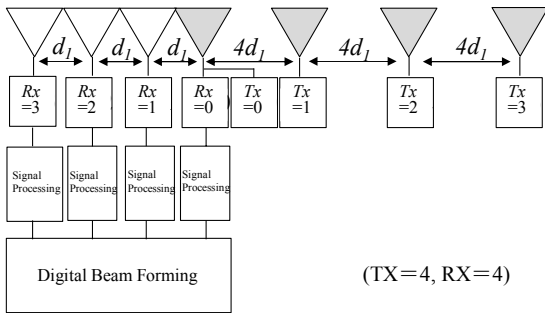 d₁ d₁ d₁ 4d₁ 4d₁ 4d₁
Rx =3
Rx =2
Rx =1
Rx =0
)
Tx =0
Tx =1
Tx =2
Tx =3
Signal Processing
Signal Processing
Signal Processing
Signal Processing
Digital Beam Forming
(TX=4, RX=4)